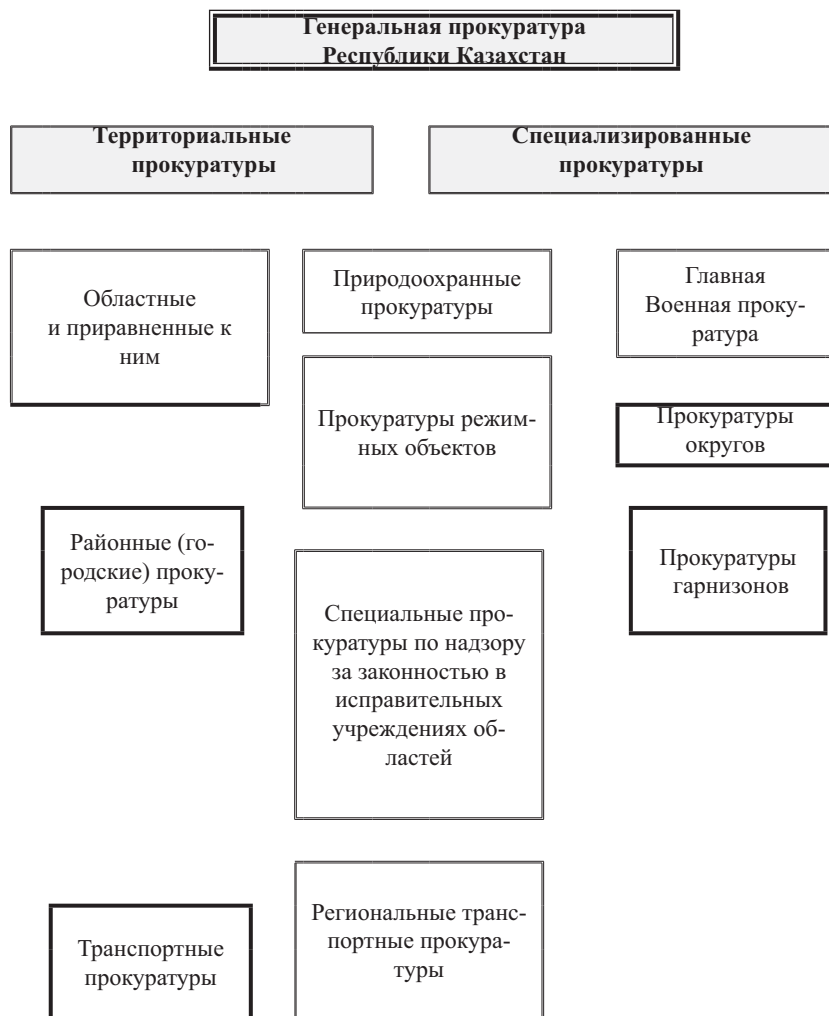 Генеральная прокуратура
Республики Казахстан
Территориальные
прокуратуры
Специализированные
прокуратуры
Областные
и приравненные к
ним
Природоохранные
прокуратуры
Главная
Военная проку-
ратура
Прокуратуры режим-
ных объектов
Прокуратуры
округов
Районные (го-
родские) проку-
ратуры
Специальные про-
куратуры по надзору
за законностью в
исправительных
учреждениях об-
ластей
Прокуратуры
гарнизонов
Транспортные
прокуратуры
Региональные транс-
портные прокура-
туры